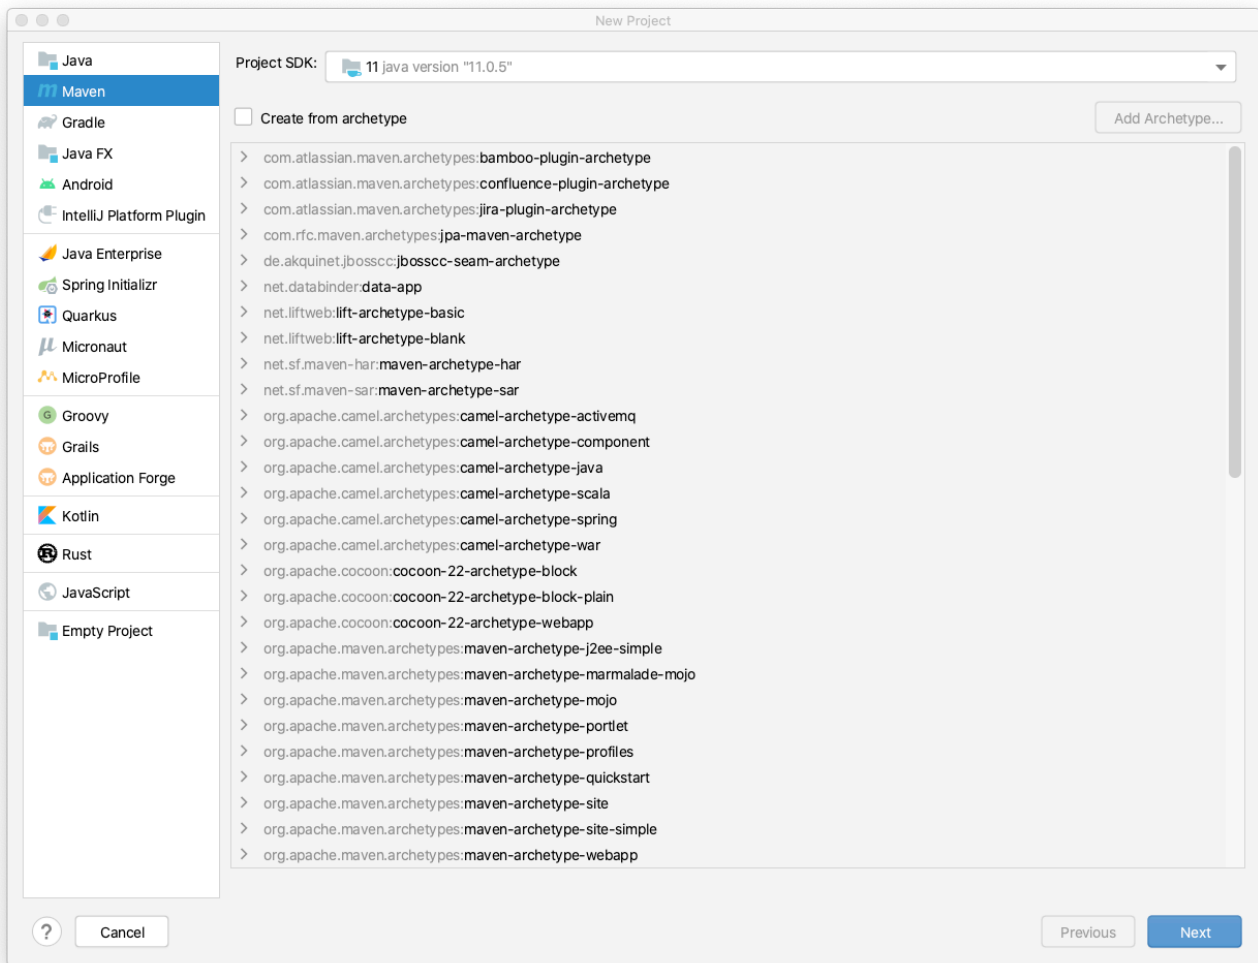 New Project
Java
Maven
Gradle
Java FX
Android
IntelliJ Platform Plugin
Java Enterprise
Spring Initializr
Quarkus
Micronaut
MicroProfile
Groovy
Grails
Application Forge
Kotlin
Rust
JavaScript
Empty Project
Project SDK: 11 java version "11.0.5"
Create from archetype
Add Archetype...
com.atlassian.maven.archetypes:bamboo-plugin-archetype
com.atlassian.maven.archetypes:confluence-plugin-archetype
com.atlassian.maven.archetypes:jira-plugin-archetype
com.rfc.maven.archetypes:jpa-maven-archetype
de.akquinet.jbosscc:jbosscc-seam-archetype
net.databinder:data-app
net.liftweb:lift-archetype-basic
net.liftweb:lift-archetype-blank
net.sf.maven-har:maven-archetype-har
net.sf.maven-sar:maven-archetype-sar
org.apache.camel.archetypes:camel-archetype-activemq
org.apache.camel.archetypes:camel-archetype-component
org.apache.camel.archetypes:camel-archetype-java
org.apache.camel.archetypes:camel-archetype-scala
org.apache.camel.archetypes:camel-archetype-spring
org.apache.camel.archetypes:camel-archetype-war
org.apache.cocoon:cocoon-22-archetype-block
org.apache.cocoon:cocoon-22-archetype-block-plain
org.apache.cocoon:cocoon-22-archetype-webapp
org.apache.maven.archetypes:maven-archetype-j2ee-simple
org.apache.maven.archetypes:maven-archetype-marmalade-mojo
org.apache.maven.archetypes:maven-archetype-mojo
org.apache.maven.archetypes:maven-archetype-portlet
org.apache.maven.archetypes:maven-archetype-profiles
org.apache.maven.archetypes:maven-archetype-quickstart
org.apache.maven.archetypes:maven-archetype-site
org.apache.maven.archetypes:maven-archetype-site-simple
org.apache.maven.archetypes:maven-archetype-webapp
?
Cancel
Previous
Next